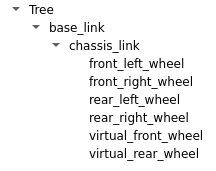 Tree
base_link
chassis_link
front_left_wheel
front_right_wheel
rear_left_wheel
rear_right_wheel
virtual_front_wheel
virtual_rear_wheel